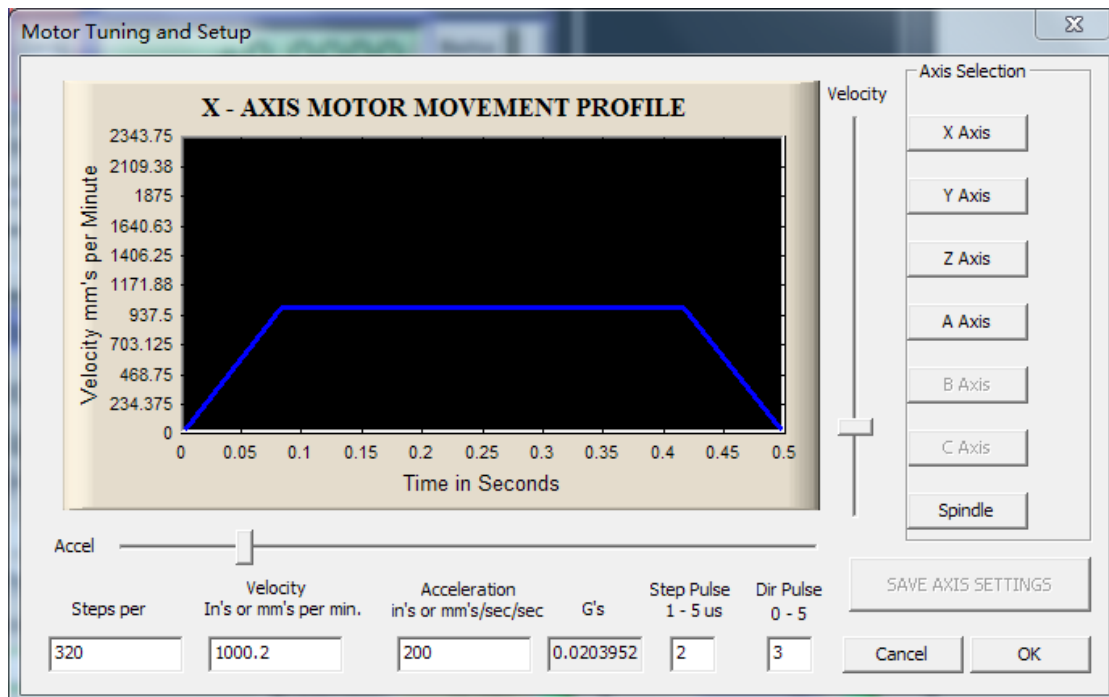 Motor Tuning and Setup
X - AXIS MOTOR MOVEMENT PROFILE
Velocity mm's per Minute
2343.75
2109.38
1875
1640.63
1406.25
1171.88
937.5
703.125
468.75
234.375
0
0 0.05 0.1 0.15 0.2 0.25 0.3 0.35 0.4 0.45 0.5
Time in Seconds
Velocity
Axis Selection
X Axis
Y Axis
Z Axis
A Axis
B Axis
C Axis
Spindle
Accel
Steps per
Velocity
In's or mm's per min.
Acceleration
in's or mm's/sec/sec
G's
Step Pulse
1 - 5 us
Dir Pulse
0 - 5
320
1000.2
200
0.0203952
2
3
SAVE AXIS SETTINGS
Cancel
OK